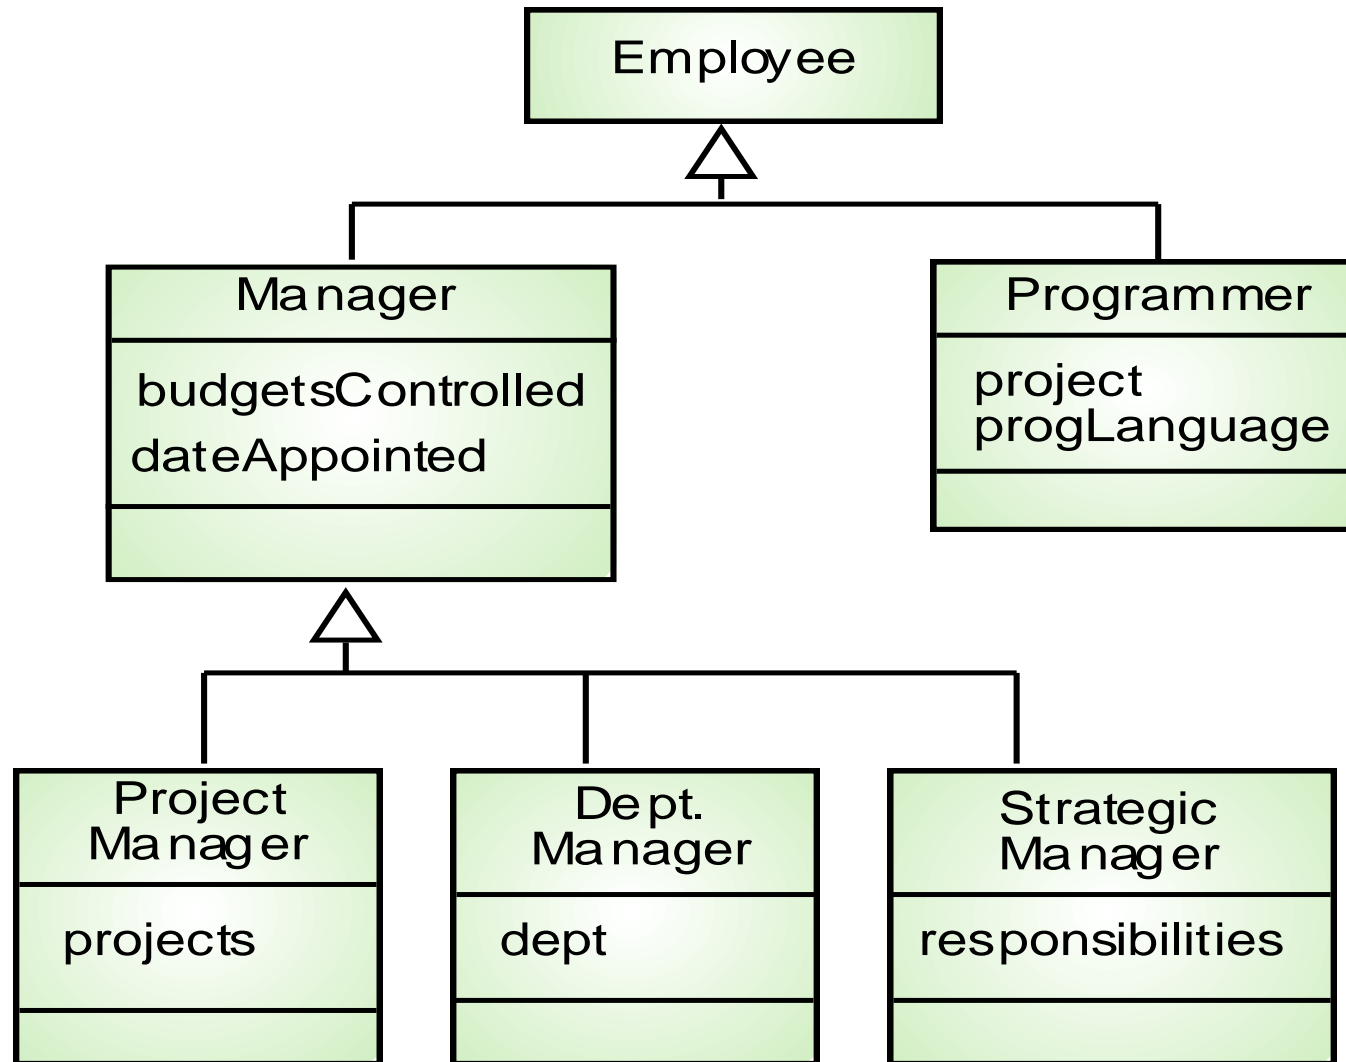 Employee
Manager
budgetsControlled
dateAppointed
Programmer
project
progLanguage
Project
Manager
projects
Dept.
Manager
dept
Strategic
Manager
responsibilities